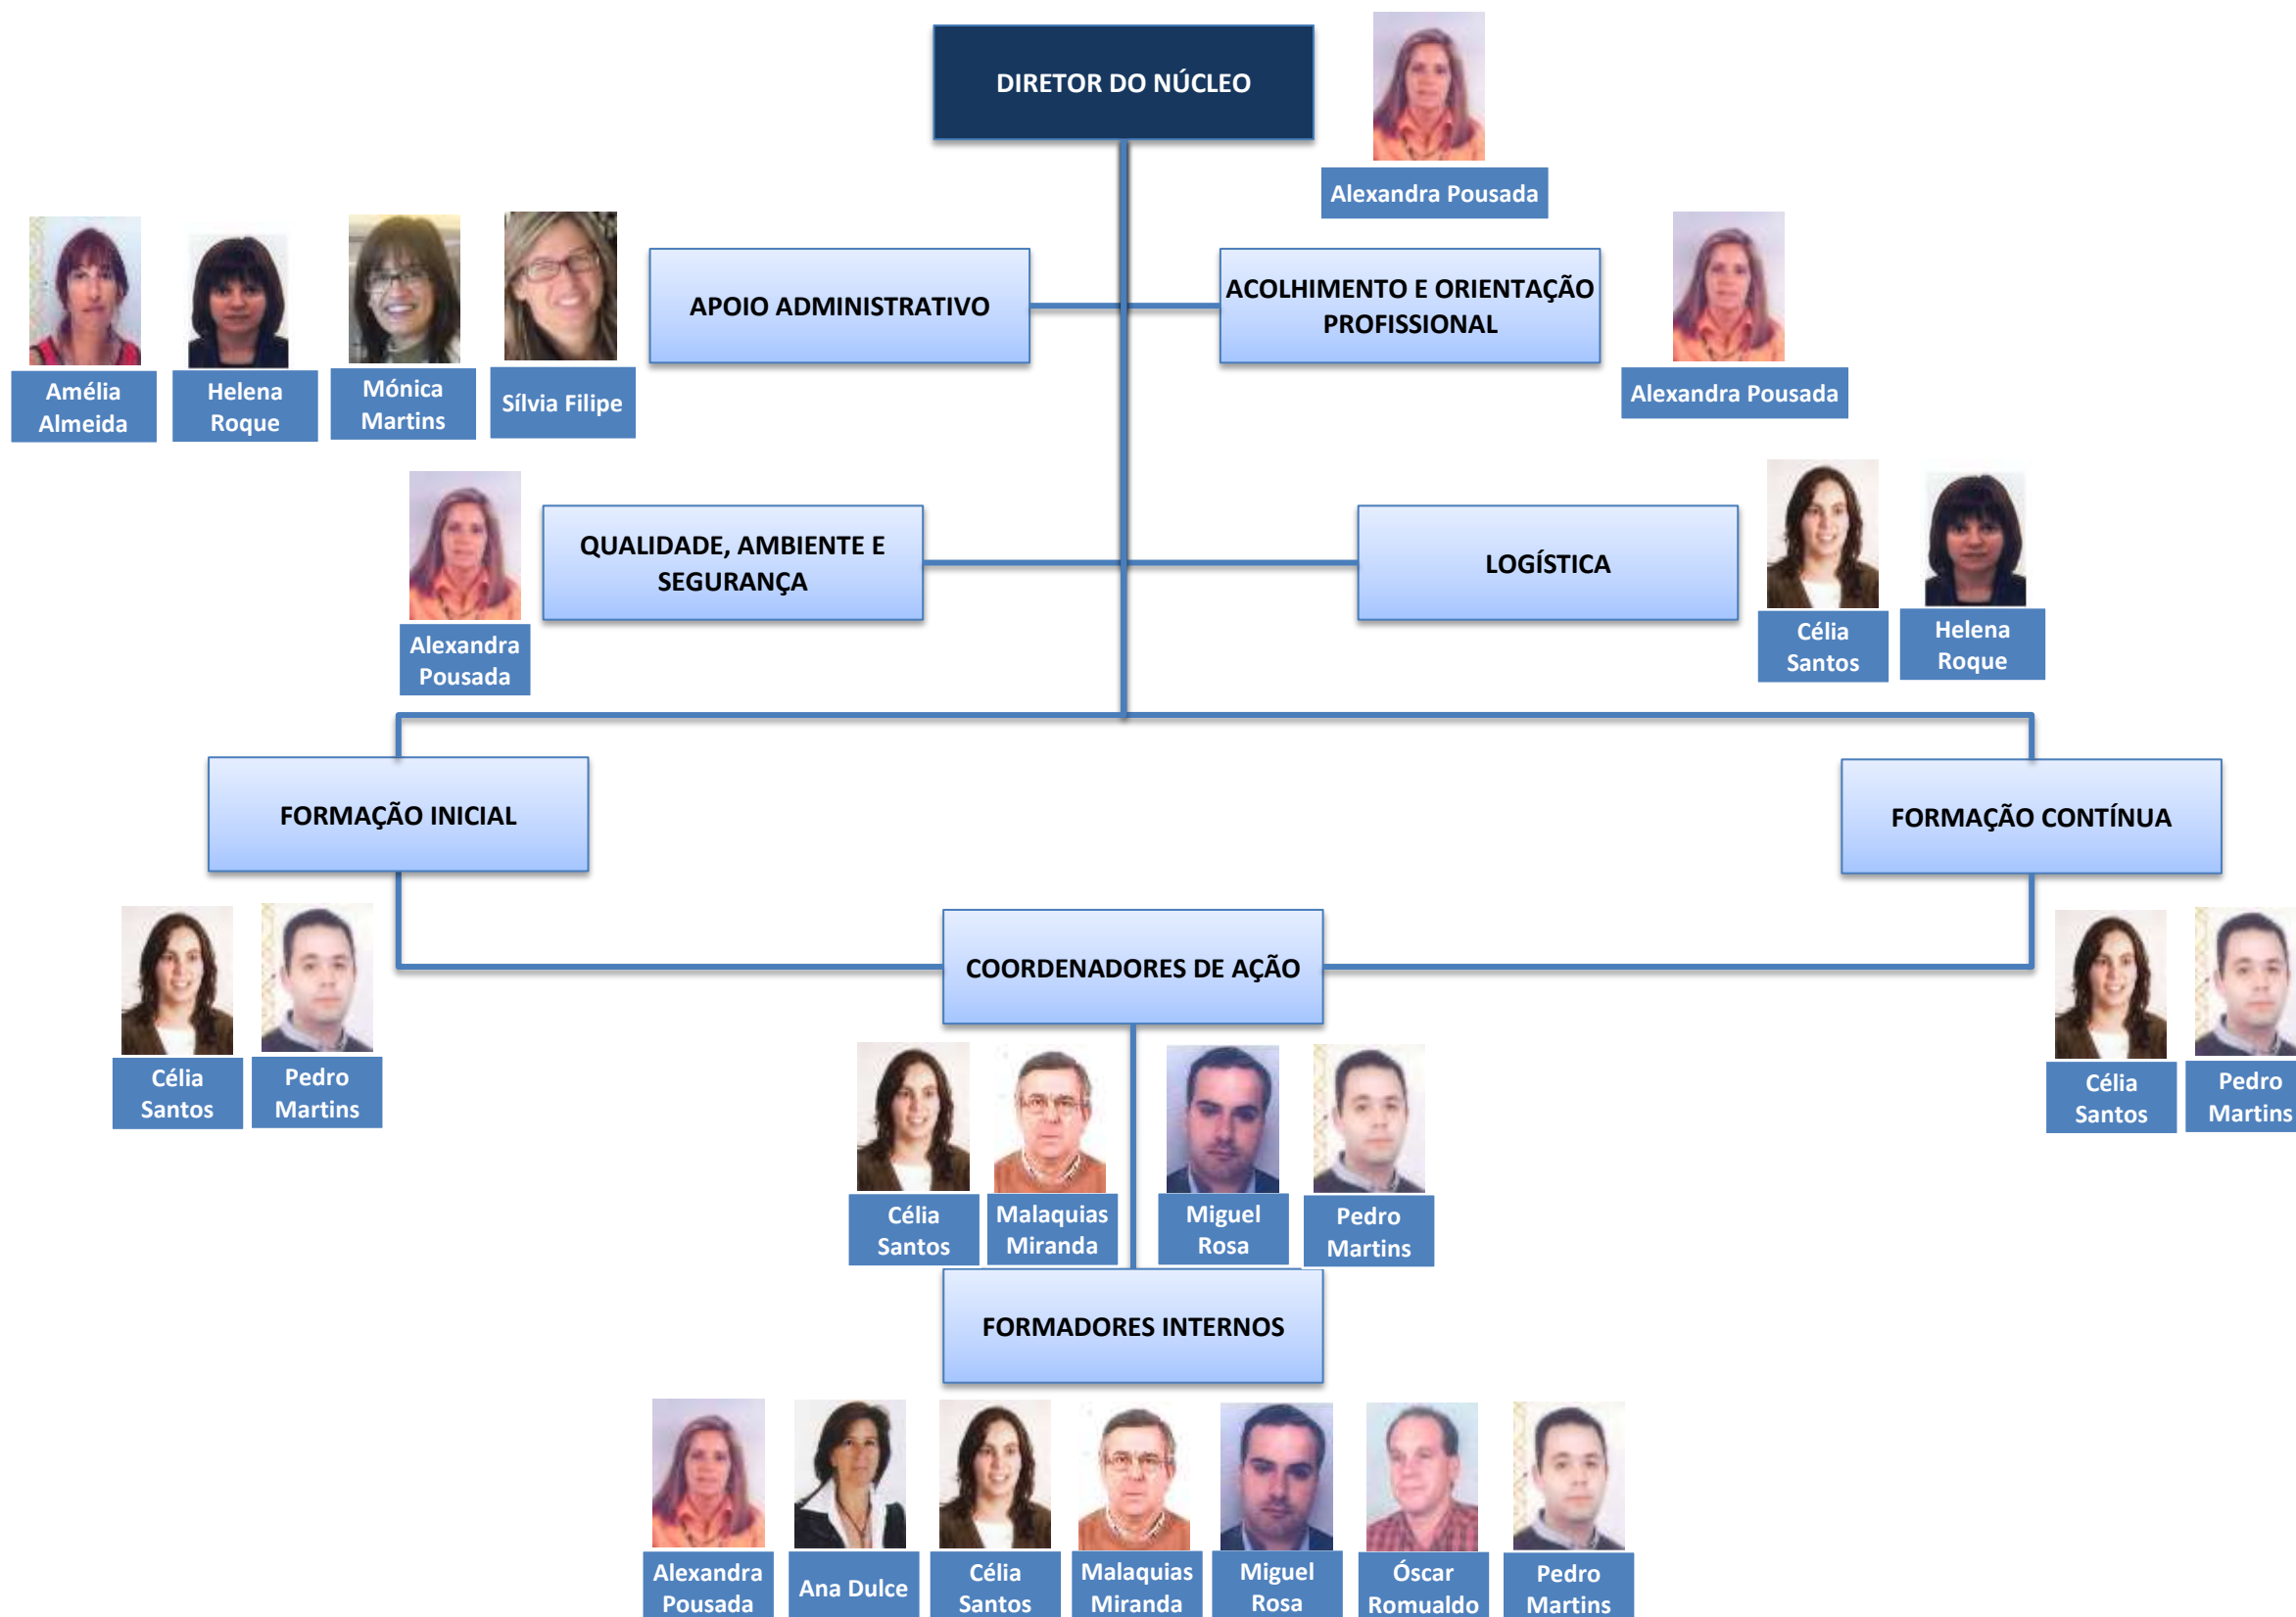 DIRETOR DO NÚCLEO
Alexandra Pousada
APOIO ADMINISTRATIVO
Amélia
Almeida
Helena
Roque
Mónica
Martins
Sílvia Filipe
ACOLHIMENTO E ORIENTAÇÃO
PROFISSIONAL
Alexandra Pousada
QUALIDADE, AMBIENTE E
SEGURANÇA
Alexandra
Pousada
LOGÍSTICA
Célia
Santos
Helena
Roque
FORMAÇÃO INICIAL
Célia
Santos
Pedro
Martins
FORMAÇÃO CONTÍNUA
Célia
Santos
Pedro
Martins
COORDENADORES DE AÇÃO
Célia
Santos
Malaquias
Miranda
Miguel
Rosa
Pedro
Martins
FORMADORES INTERNOS
Alexandra
Pousada
Ana Dulce
Célia
Santos
Malaquias
Miranda
Miguel
Rosa
Óscar
Romualdo
Pedro
Martins